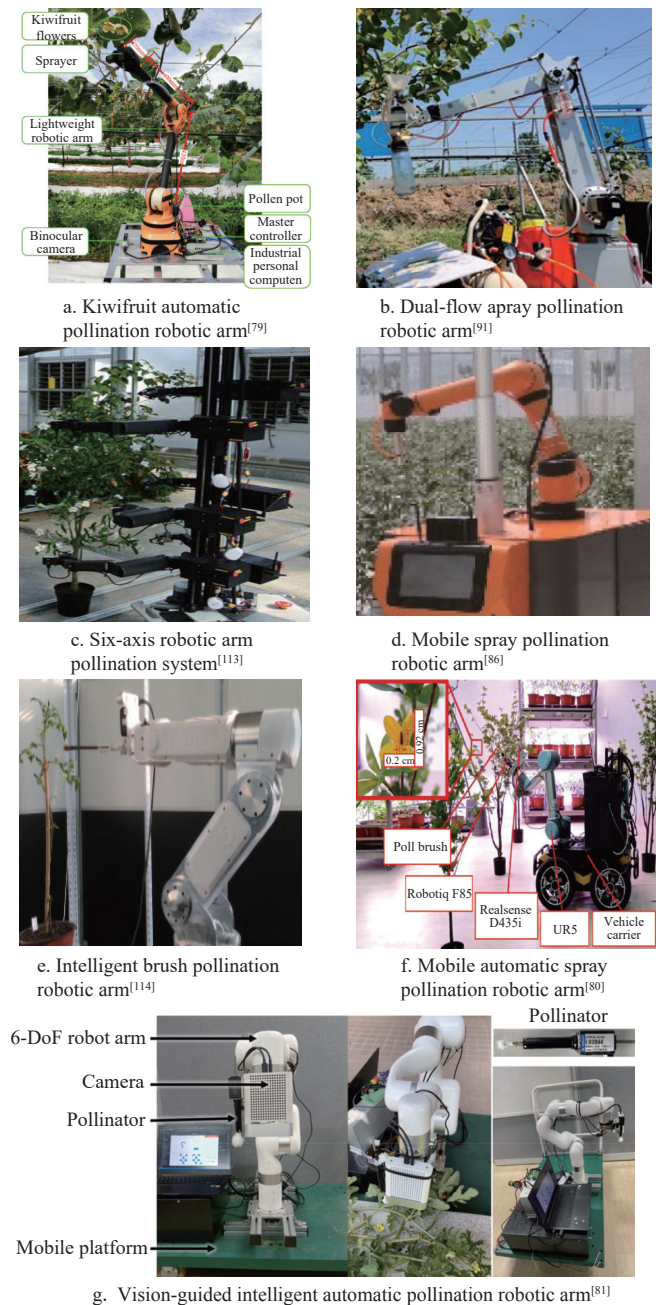 Kiwifruit
flowers
Sprayer
Lightweight
robotic arm
Pollen pot
Master
controller
Binocular
camera
Industrial
personal
computen
a. Kiwifruit automatic
pollination robotic arm[79]
b. Dual-flow apray pollination
robotic arm[91]
c. Six-axis robotic arm
pollination system[113]
d. Mobile spray pollination
robotic arm[86]
0.92 cm
0.2 cm
Poll brush
Robotiq F85
Realsense
D435i
UR5
Vehicle
carrier
e. Intelligent brush pollination
robotic arm[114]
f. Mobile automatic spray
pollination robotic arm[80]
Pollinator
6-DoF robot arm
Camera
Pollinator
Mobile platform
g. Vision-guided intelligent automatic pollination robotic arm[81]